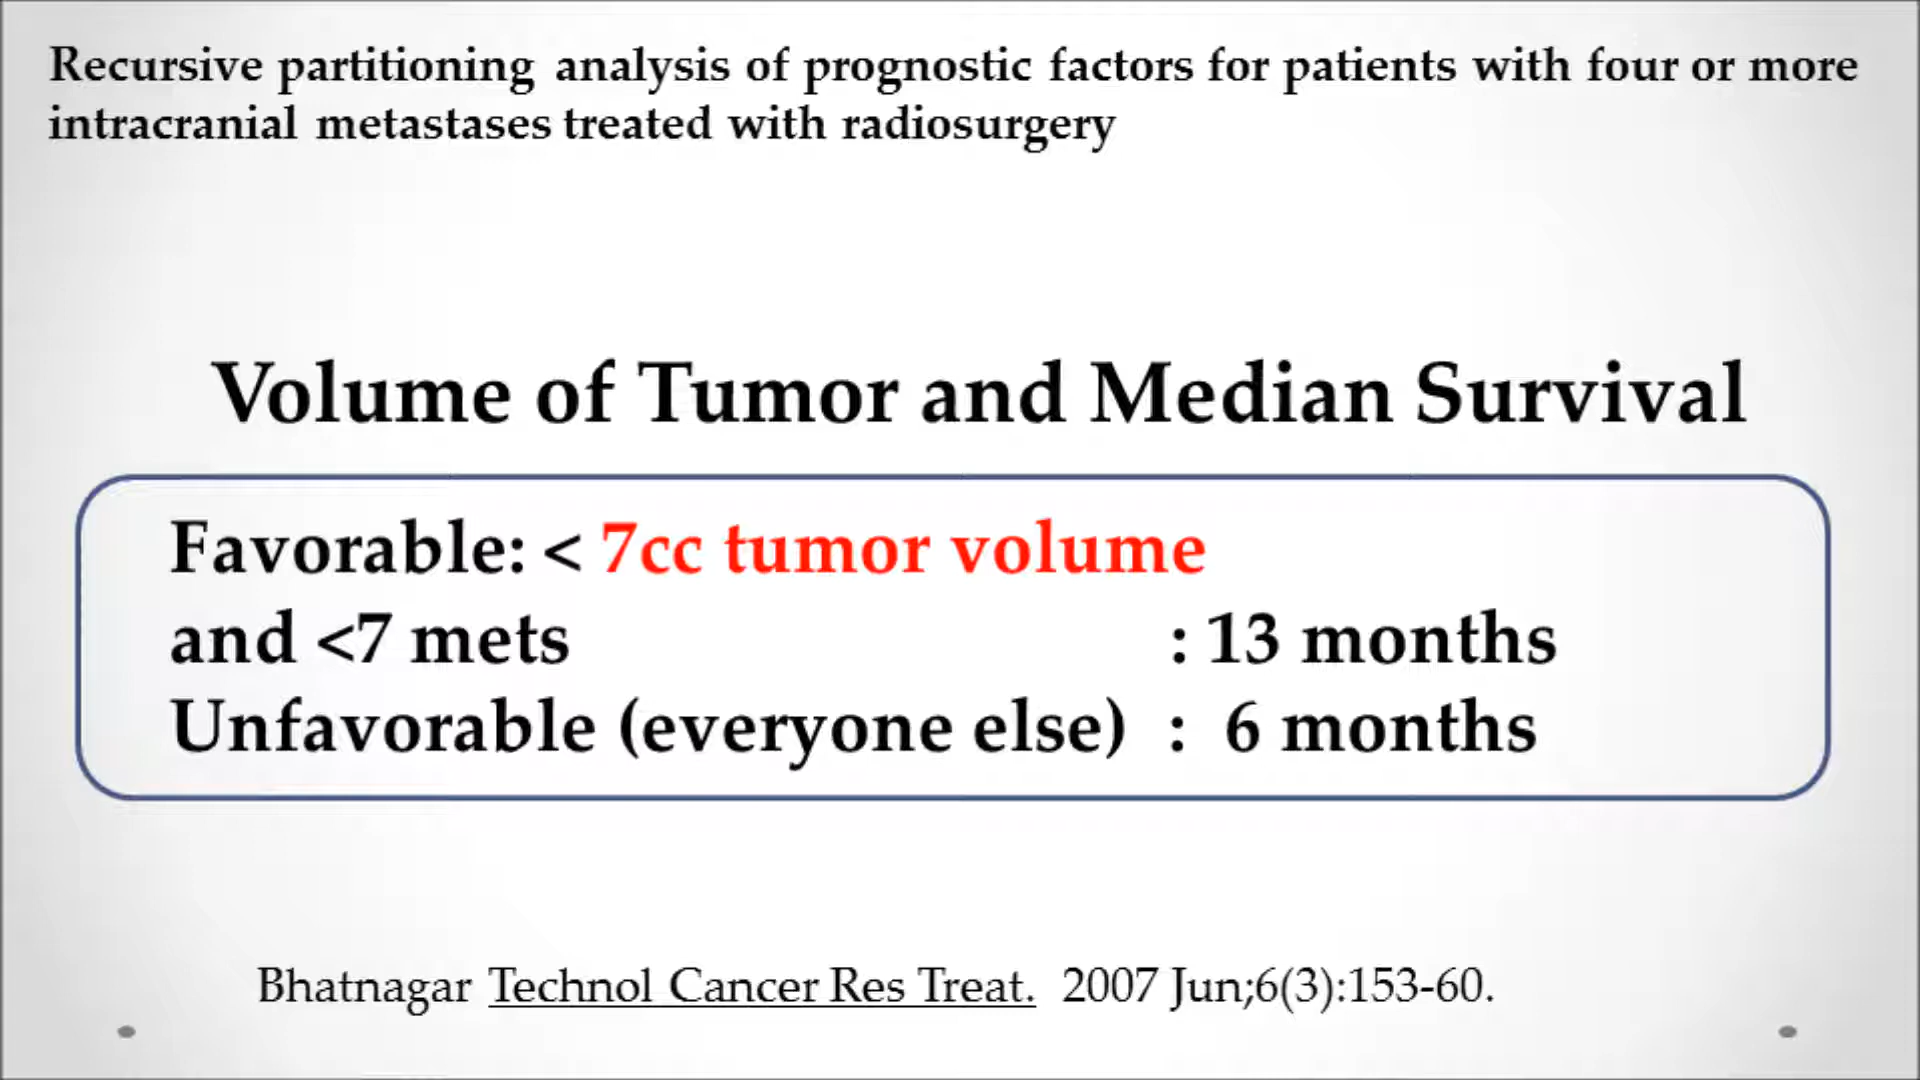 Recursive partitioning analysis of prognostic factors for patients with four or more
intracranial metastases treated with radiosurgery
Volume of Tumor and Median Survival
Favorable: < 7cc tumor volume
and <7 mets : 13 months
Unfavorable (everyone else) : 6 months
Bhatnagar Technol Cancer Res Treat. 2007 Jun;6(3):153-60.